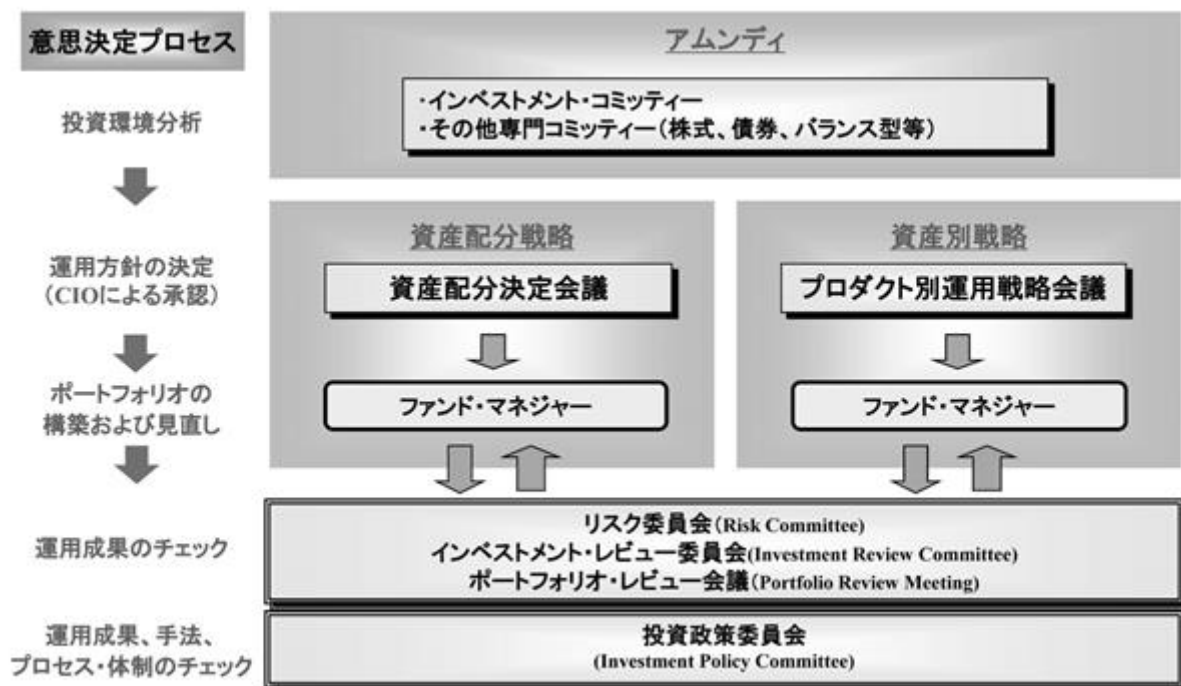 意思決定プロセス
アムンディ
投資環境分析
・インベストメント・コミッティー
・その他専門コミッティー（株式、債券、バランス型等）
資産配分戦略
資産別戦略
運用方針の決定
（CIOによる承認）
資産配分決定会議
プロダクト別運用戦略会議
ポートフォリオの
構築および見直し
ファンド・マネジャー
ファンド・マネジャー
運用成果のチェック
リスク委員会(Risk Committee)
インベストメント・レビュー委員会(Investment Review Committee)
ポートフォリオ・レビュー会議(Portfolio Review Meeting)
運用成果、手法、
プロセス・体制のチェック
投資政策委員会
(Investment Policy Committee)